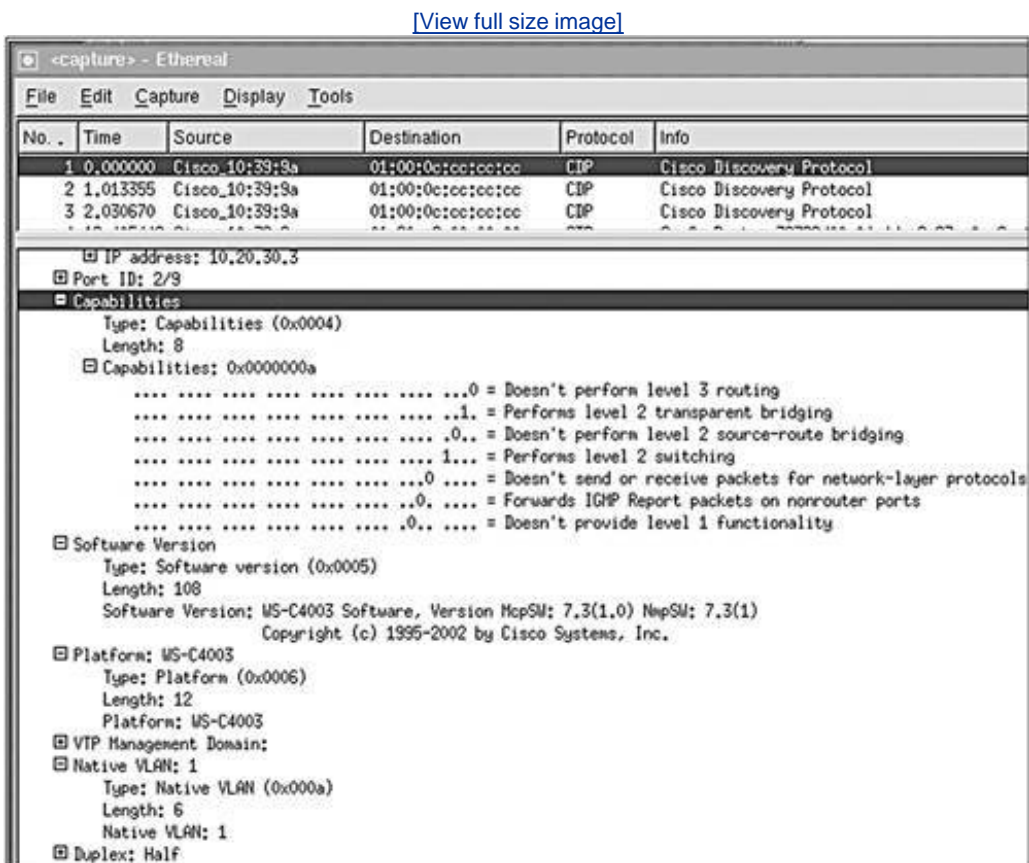 [View full size image]
<capture> - Ethereal
File Edit Capture Display Tools
No. . Time Source Destination Protocol Info
1 0.000000 Cisco_10:39:9a 01:00:0c:cc:cc:cc CDP Cisco Discovery Protocol
2 1.013355 Cisco_10:39:9a 01:00:0c:cc:cc:cc CDP Cisco Discovery Protocol
3 2.030670 Cisco_10:39:9a 01:00:0c:cc:cc:cc CDP Cisco Discovery Protocol
IP address: 10.20.30.3
Port ID: 2/9
Capabilities
Type: Capabilities (0x0004)
Length: 8
Capabilities: 0x0000000a
.... .... .... .... .... .... .... ...0 = Doesn't perform level 3 routing
.... .... .... .... .... .... .... ..1. = Performs level 2 transparent bridging
.... .... .... .... .... .... .... .0.. = Doesn't perform level 2 source-route bridging
.... .... .... .... .... .... .... 1... = Performs level 2 switching
.... .... .... .... .... .... ...0 .... = Doesn't send or receive packets for network-layer protocols
.... .... .... .... .... .... ..0. .... = Forwards IGMP Report packets on nonrouter ports
.... .... .... .... .... .... .0.. .... = Doesn't provide level 1 functionality
Software Version
Type: Software version (0x0005)
Length: 108
Software Version: WS-C4003 Software, Version McpSW: 7.3(1.0) NmpSW: 7.3(1)
Copyright (c) 1995-2002 by Cisco Systems, Inc.
Platform: WS-C4003
Type: Platform (0x0006)
Length: 12
Platform: WS-C4003
VTP Management Domain:
Native VLAN: 1
Type: Native VLAN (0x000a)
Length: 6
Native VLAN: 1
Duplex: Half